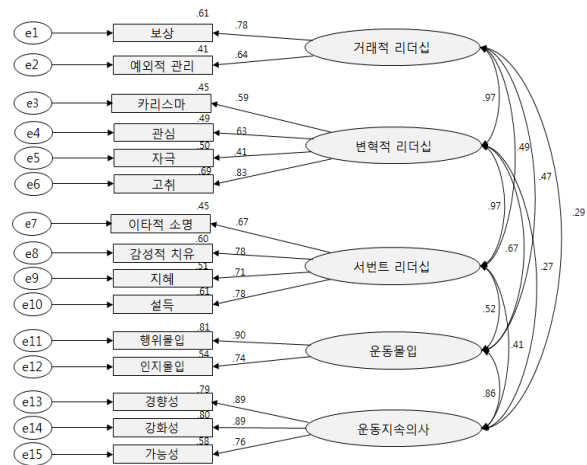 .61
e1 보상 .78 거래적 리더십
.41
e2 예외적 관리 .64
.45
e3 카리스마 .59 .97
.49
e4 관심 .63 변혁적 리더십 .49
.50
e5 자극 .41 .47
.69
e6 고취 .83
.45
e7 이타적 소명 .67 .97 .29
.60
e8 감성적 치유 .78 서번트 리더십 .67
.51
e9 지혜 .71 .27
.61
e10 설득 .78 .52
.81
e11 행위몰입 .90 운동몰입 .41
.54
e12 인지몰입 .74
.79
e13 경향성 .89 .86
.80
e14 강화성 .89 운동지속의사
.58
e15 가능성 .76